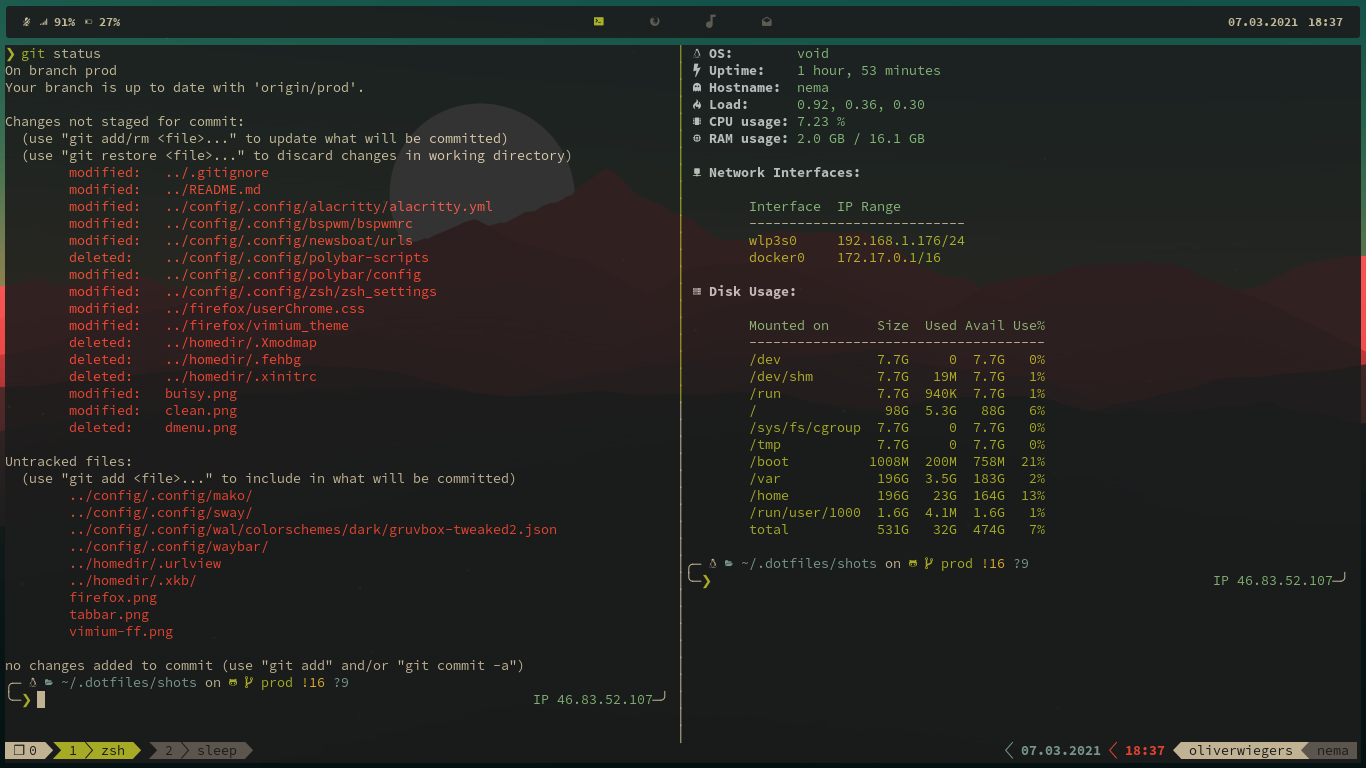 91% 27% 07.03.2021 18:37
❯ git status
On branch prod
Your branch is up to date with 'origin/prod'.
Changes not staged for commit:
(use "git add/rm <file>..." to update what will be committed)
(use "git restore <file>..." to discard changes in working directory)
modified: ../.gitignore
modified: ../README.md
modified: ../config/.config/alacritty/alacritty.yml
modified: ../config/.config/bspwm/bspwmrc
modified: ../config/.config/newsboat/urls
deleted: ../config/.config/polybar-scripts
modified: ../config/.config/polybar/config
modified: ../config/.config/zsh/zsh_settings
modified: ../firefox/userChrome.css
modified: ../firefox/vimium_theme
deleted: ../homedir/.Xmodmap
deleted: ../homedir/.fehbg
deleted: ../homedir/.xinitrc
modified: buisy.png
modified: clean.png
deleted: dmenu.png
Untracked files:
(use "git add <file>..." to include in what will be committed)
../config/.config/mako/
../config/.config/sway/
../config/.config/wal/colorschemes/dark/gruvbox-tweaked2.json
../config/.config/waybar/
../homedir/.urlview
../homedir/.xkb/
firefox.png
tabbar.png
vimium-ff.png
no changes added to commit (use "git add" and/or "git commit -a")
~/.dotfiles/shots on prod !16 ?9
❯ IP 46.83.52.107
OS: void
Uptime: 1 hour, 53 minutes
Hostname: nema
Load: 0.92, 0.36, 0.30
CPU usage: 7.23 %
RAM usage: 2.0 GB / 16.1 GB
Network Interfaces:
Interface IP Range
---------------------------
wlp3s0 192.168.1.176/24
docker0 172.17.0.1/16
Disk Usage:
Mounted on Size Used Avail Use%
-------------------------------------
/dev 7.7G 0 7.7G 0%
/dev/shm 7.7G 19M 7.7G 1%
/run 7.7G 940K 7.7G 1%
/ 98G 5.3G 88G 6%
/sys/fs/cgroup 7.7G 0 7.7G 0%
/tmp 7.7G 0 7.7G 0%
/boot 1008M 200M 758M 21%
/var 196G 3.5G 183G 2%
/home 196G 23G 164G 13%
/run/user/1000 1.6G 4.1M 1.6G 1%
total 531G 32G 474G 7%
~/.dotfiles/shots on prod !16 ?9
❯ IP 46.83.52.107
0 1 zsh 2 sleep 07.03.2021 18:37 oliverwiegers nema